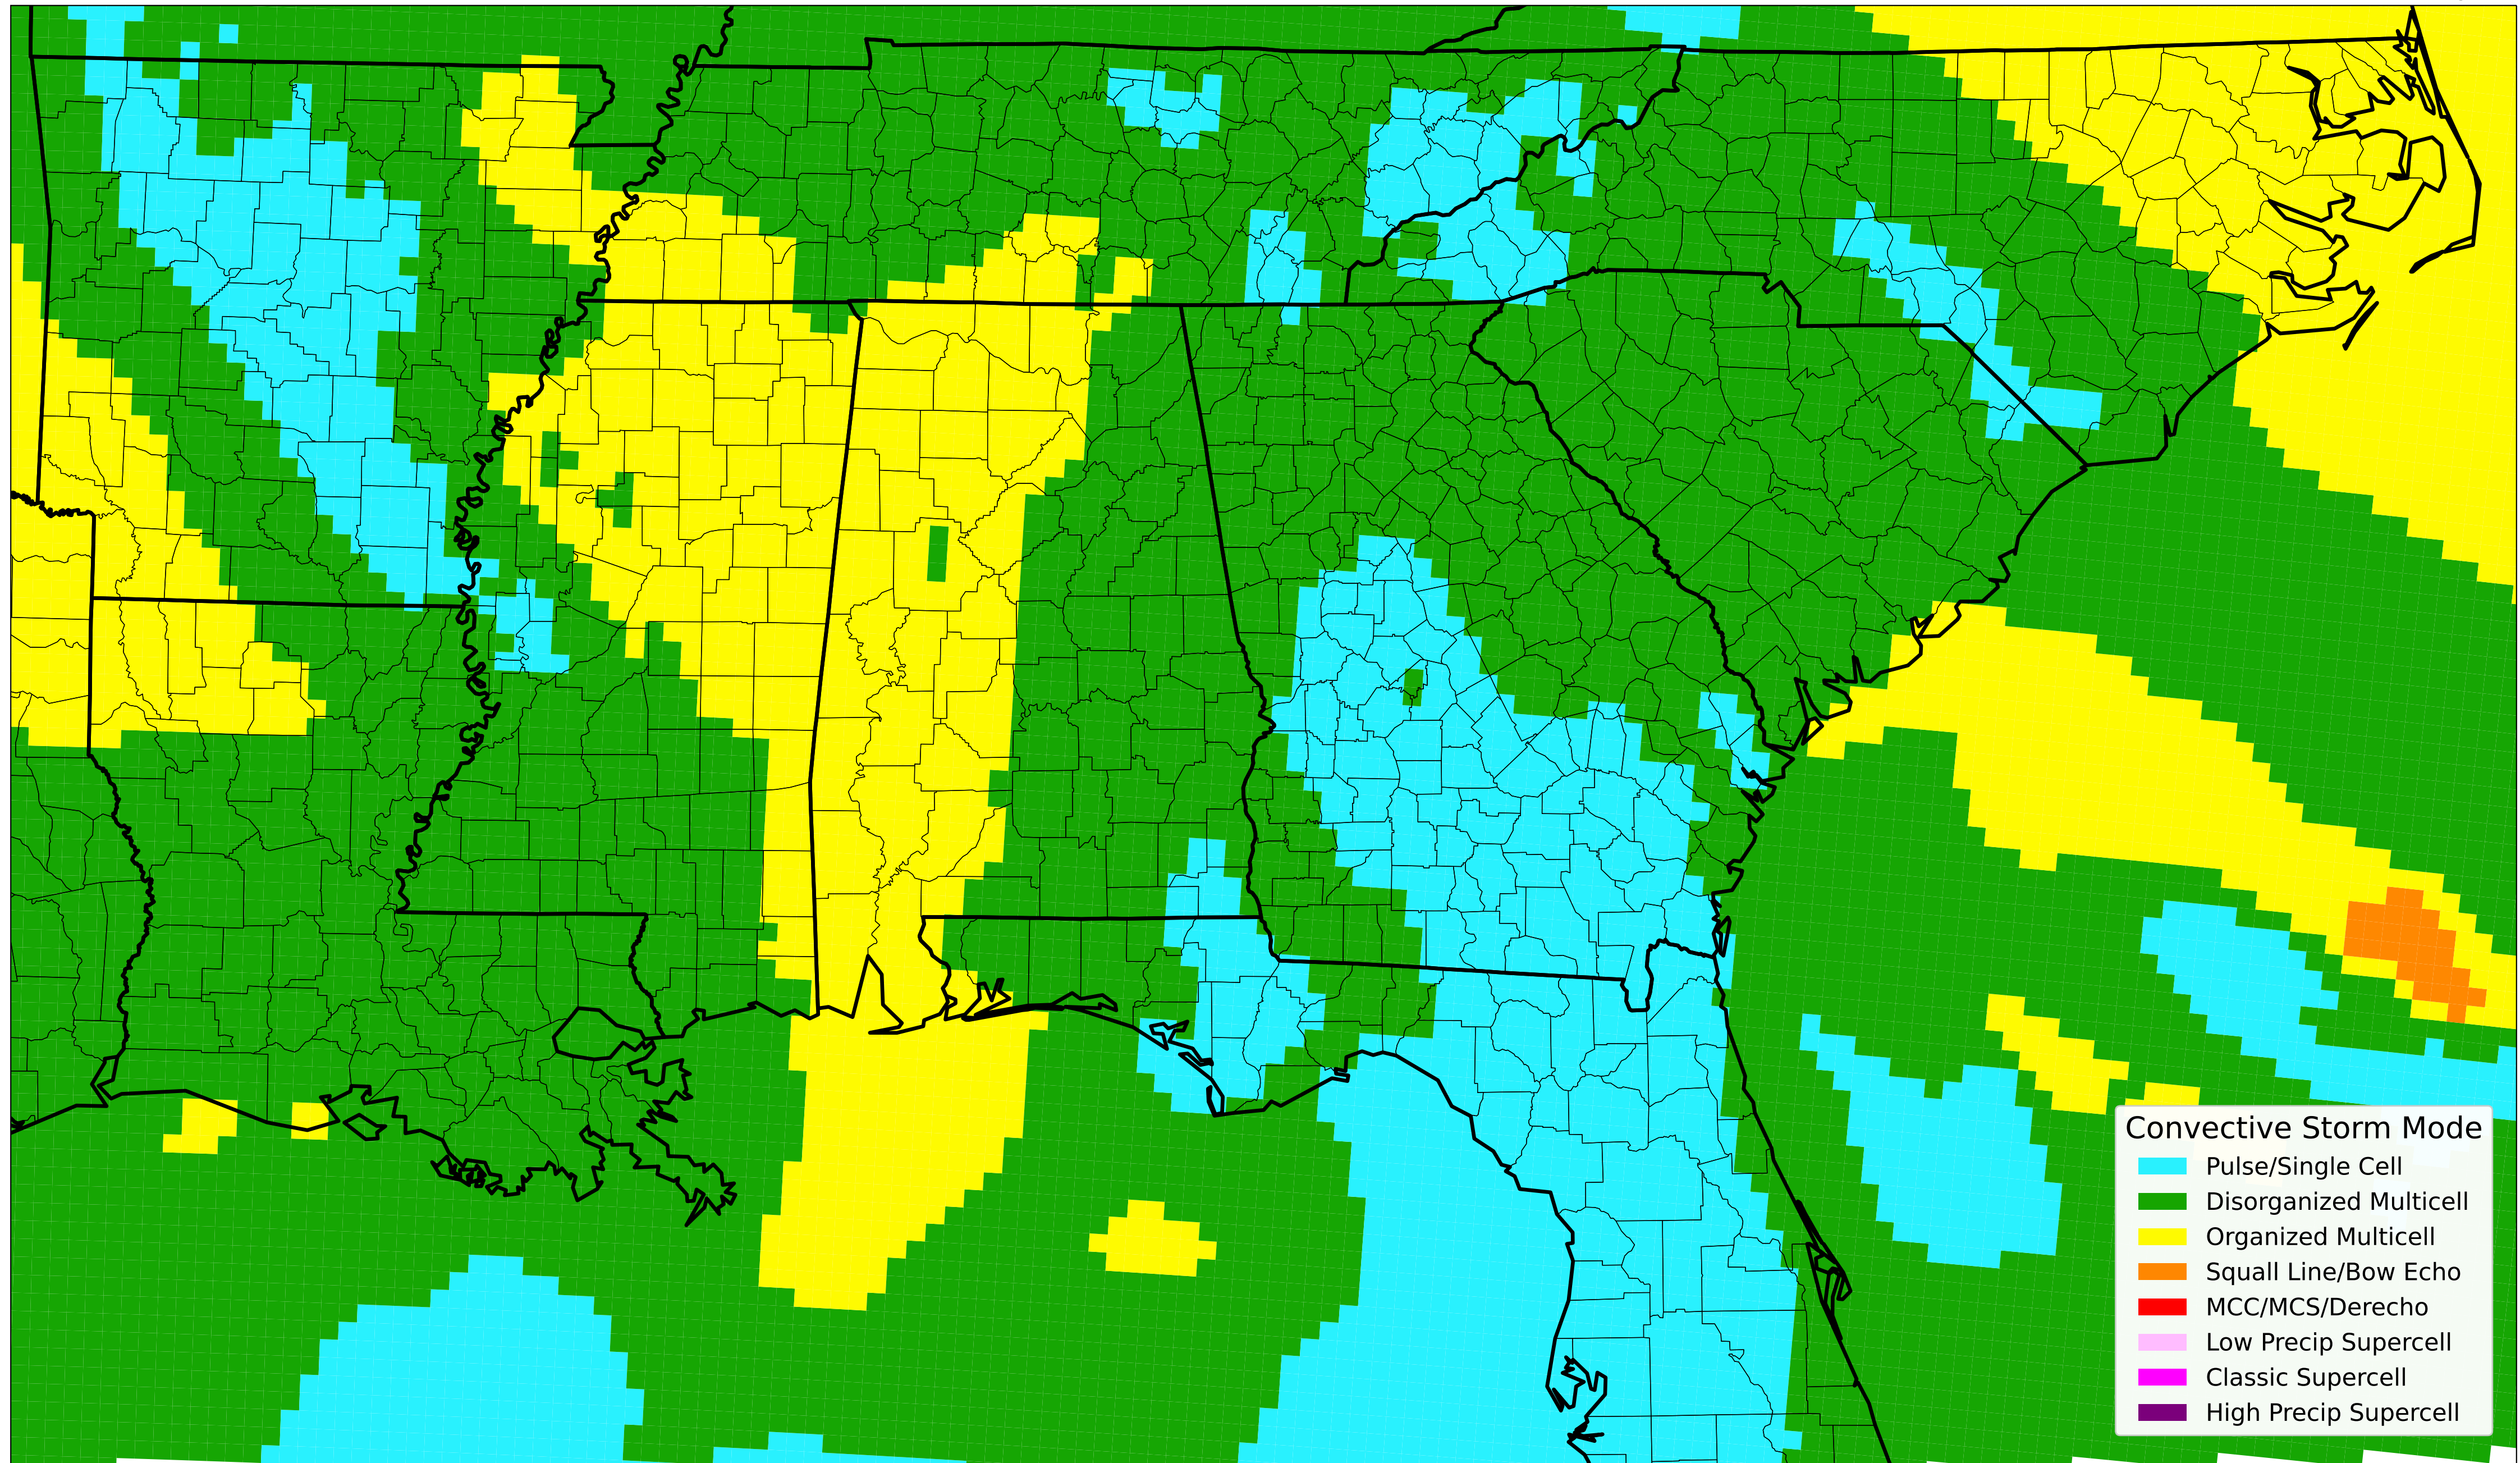 Convective Storm Mode
Pulse/Single Cell
Disorganized Multicell
Organized Multicell
Squall Line/Bow Echo
MCC/MCS/Derecho
Low Precip Supercell
Classic Supercell
High Precip Supercell